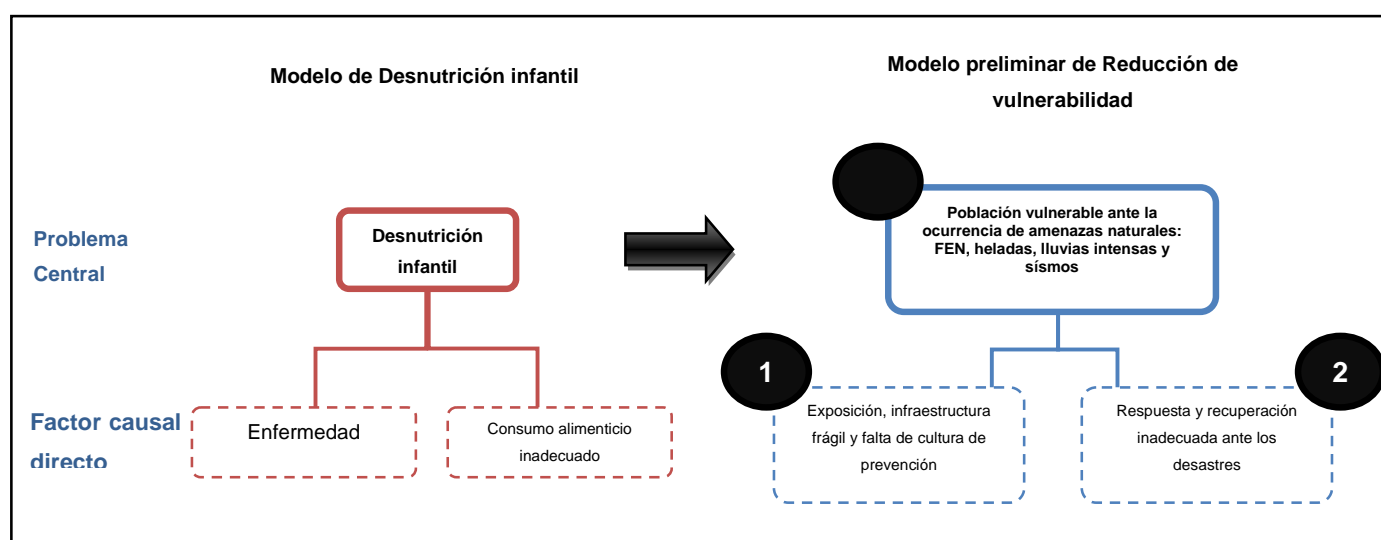 Modelo de Desnutrición infantil
Modelo preliminar de Reducción de
vulnerabilidad
Problema
Central
Desnutrición
infantil
Población vulnerable ante la
ocurrencia de amenazas naturales:
FEN, heladas, lluvias intensas y
sísmos
Factor causal
directo
Enfermedad
Consumo alimenticio
inadecuado
1
Exposición, infraestructura
frágil y falta de cultura de
prevención
2
Respuesta y recuperación
inadecuada ante los
desastres